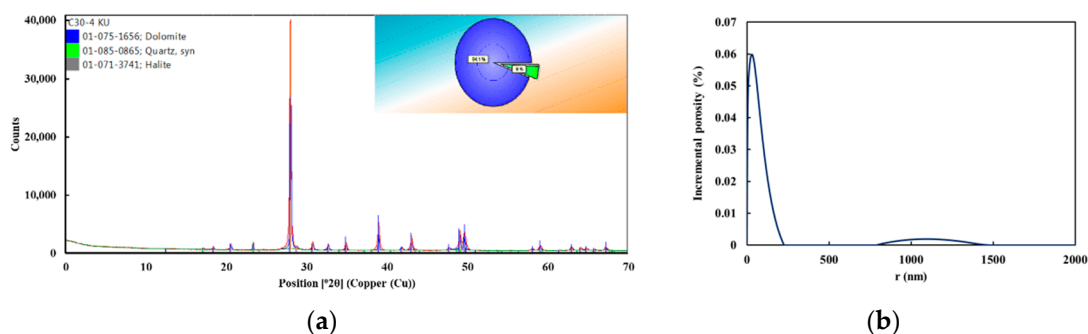 C30-4 KU
01-075-1656; Dolomite
01-085-0865; Quartz, syn
01-071-3741; Halite
40,000
30,000
20,000
10,000
0
Counts
0 10 20 30 40 50 60 70
Position [°2θ] (Copper (Cu))
(a)
0.07
0.06
0.05
0.04
0.03
0.02
0.01
0
Incremental porosity (%)
0 500 1000 1500 2000
r (nm)
(b)